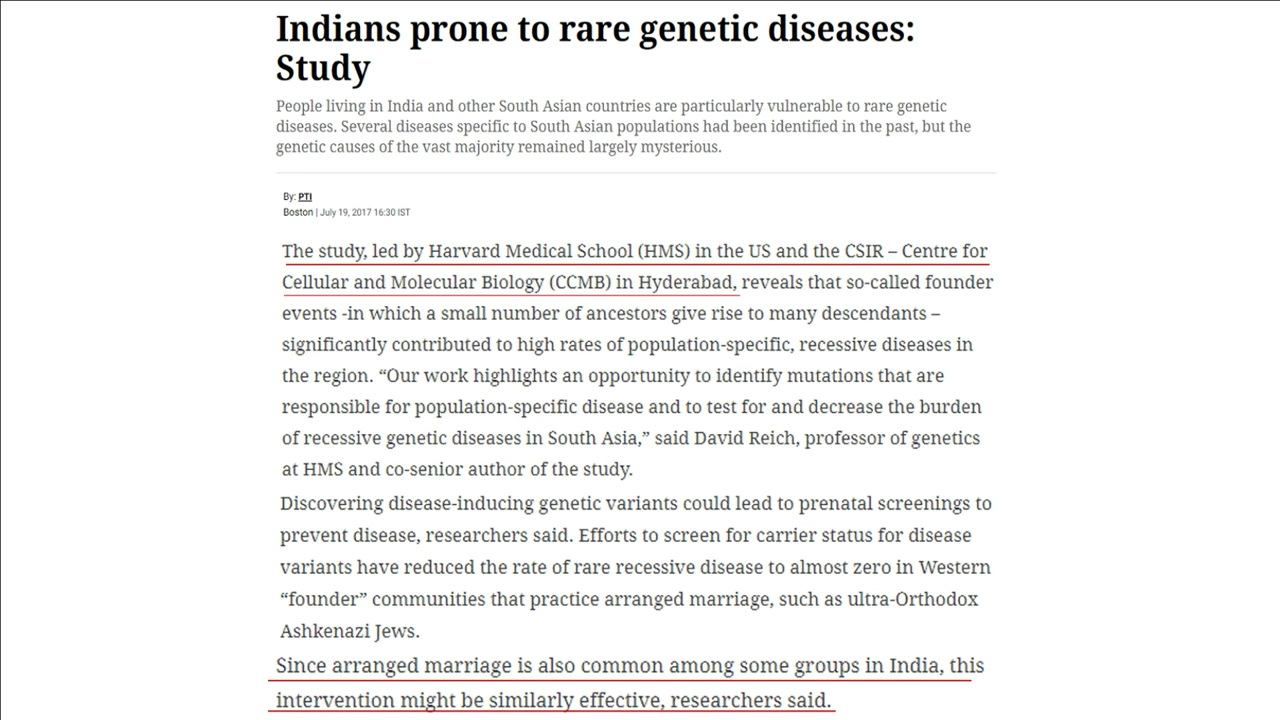 Indians prone to rare genetic diseases:
Study
People living in India and other South Asian countries are particularly vulnerable to rare genetic
diseases. Several diseases specific to South Asian populations had been identified in the past, but the
genetic causes of the vast majority remained largely mysterious.
By: PTI
Boston | July 19, 2017 16:30 IST
The study, led by Harvard Medical School (HMS) in the US and the CSIR – Centre for
Cellular and Molecular Biology (CCMB) in Hyderabad, reveals that so-called founder
events -in which a small number of ancestors give rise to many descendants –
significantly contributed to high rates of population-specific, recessive diseases in
the region. “Our work highlights an opportunity to identify mutations that are
responsible for population-specific disease and to test for and decrease the burden
of recessive genetic diseases in South Asia,” said David Reich, professor of genetics
at HMS and co-senior author of the study.
Discovering disease-inducing genetic variants could lead to prenatal screenings to
prevent disease, researchers said. Efforts to screen for carrier status for disease
variants have reduced the rate of rare recessive disease to almost zero in Western
“founder” communities that practice arranged marriage, such as ultra-Orthodox
Ashkenazi Jews.
Since arranged marriage is also common among some groups in India, this
intervention might be similarly effective, researchers said.